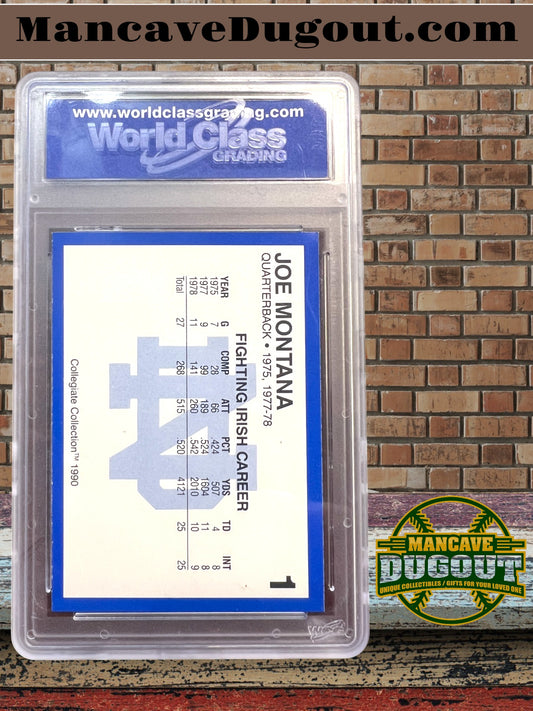 MancaveDugout.com
www.worldclassgrading.com
World Class
GRADING
JOE MONTANA
QUARTERBACK • 1975, 1977-78
1
FIGHTING IRISH CAREER
YEAR G COMP ATT PCT YDS TD INT
1975 7 28 66 .424 507 4 8
1977 9 99 189 .524 1604 11 8
1978 11 141 260 .542 2010 10 9
Total 27 268 515 .520 4121 25 25
Collegiate Collection™ 1990
ND
WCG
MANCAVE
DUGOUT
UNIQUE COLLECTIBLES / GIFTS FOR YOUR LOVED ONE